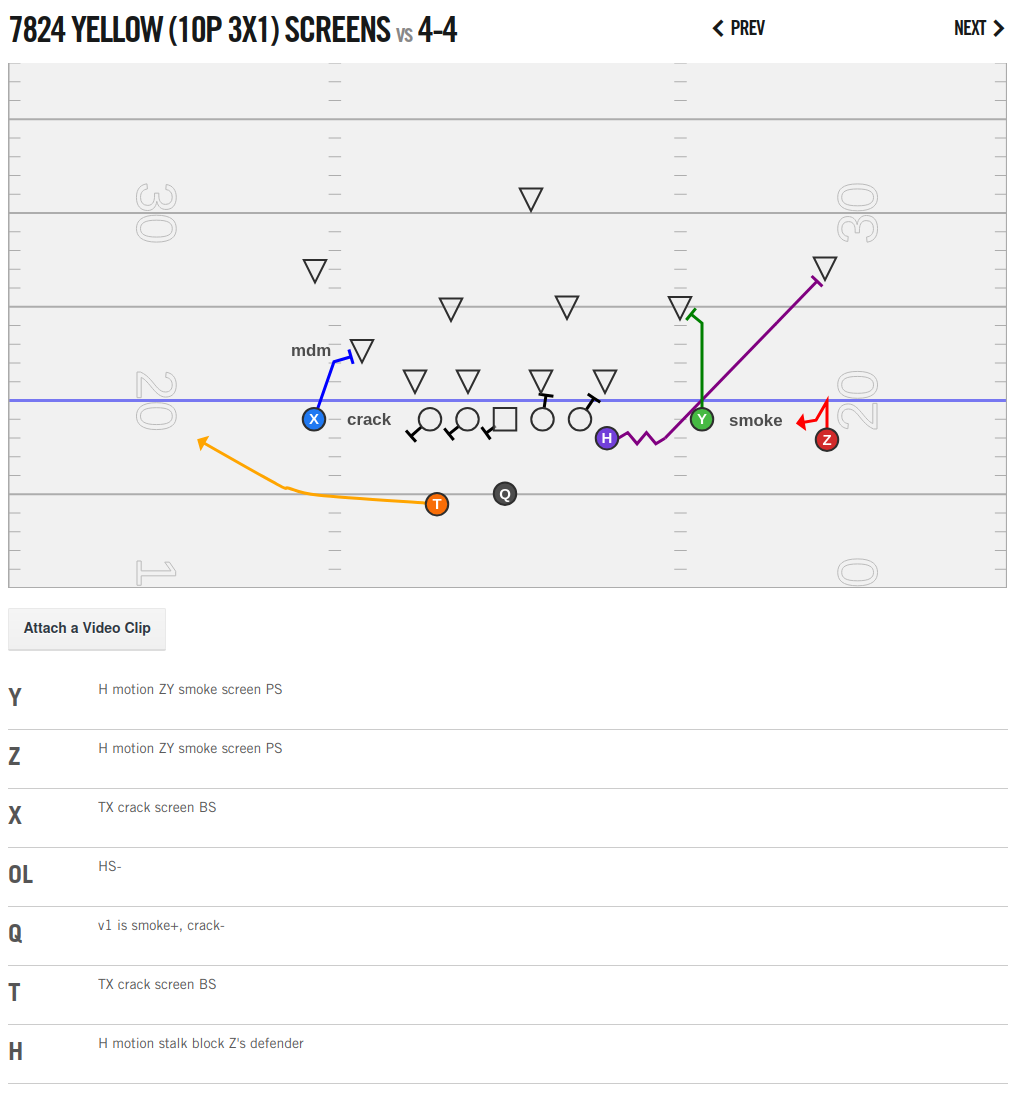 7824 YELLOW (10P 3X1) SCREENS vs 4-4
PREV
NEXT
30
30
mdm
20
20
X
crack
H
Y
smoke
Z
T
Q
1
0
Attach a Video Clip
Y
H motion ZY smoke screen PS
Z
H motion ZY smoke screen PS
X
TX crack screen BS
OL
HS-
Q
v1 is smoke+, crack-
T
TX crack screen BS
H
H motion stalk block Z's defender